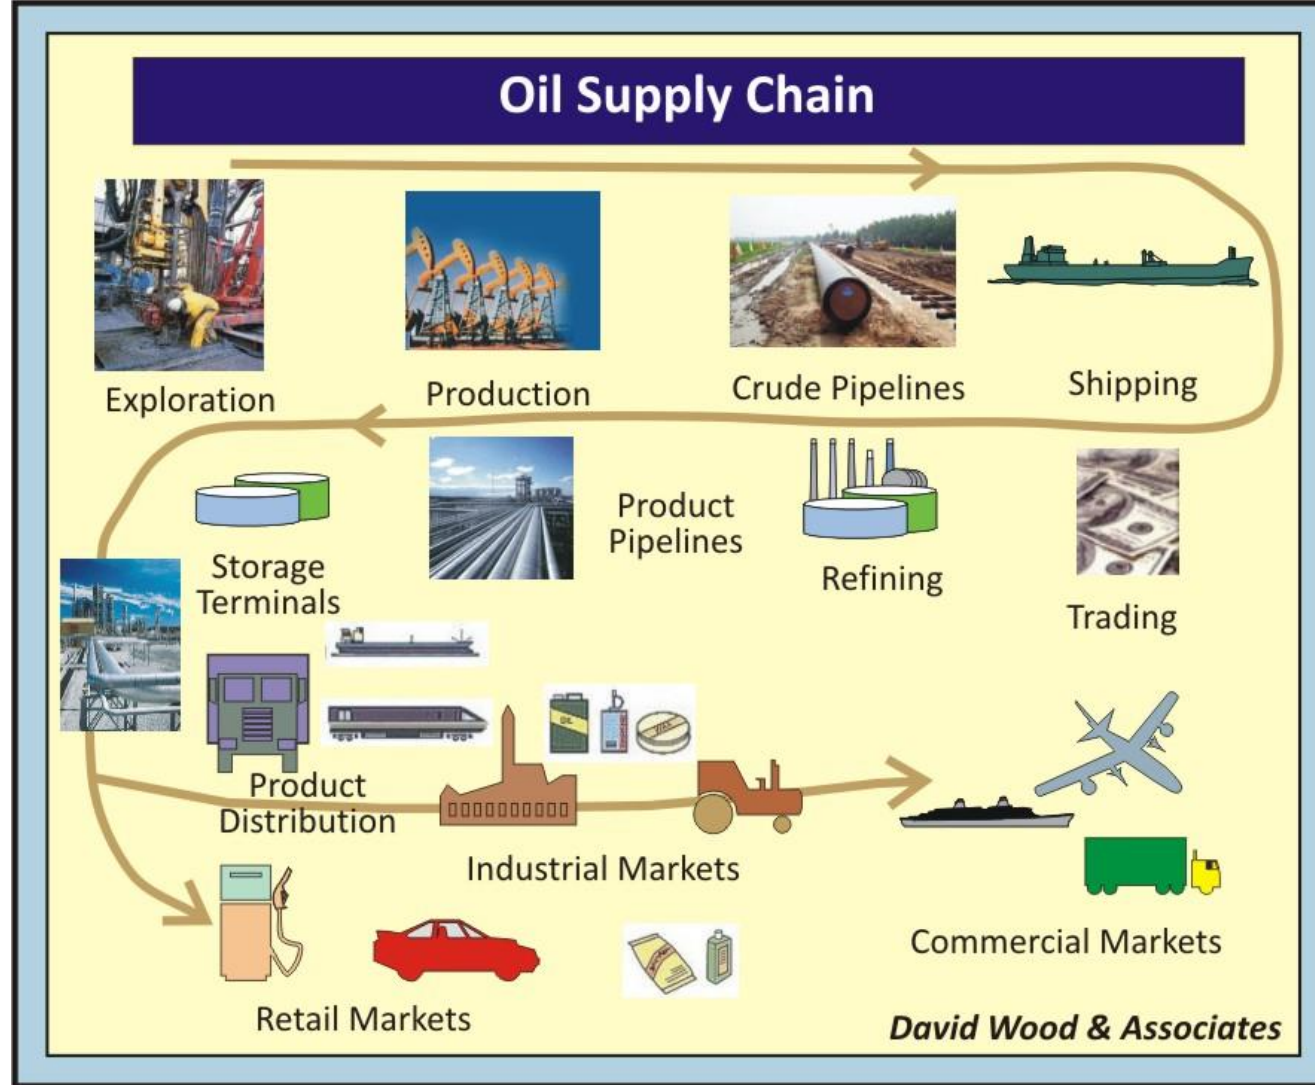 Oil Supply Chain
Exploration
Production
Crude Pipelines
Shipping
Storage
Terminals
Product
Pipelines
Refining
Trading
Product
Distribution
Industrial Markets
Commercial Markets
Retail Markets
David Wood & Associates